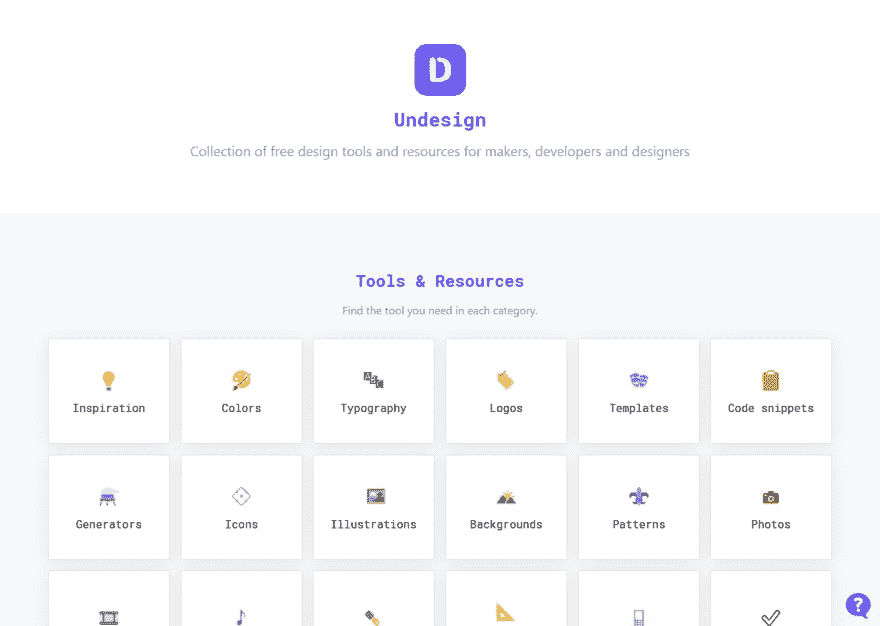 D
Undesign
Collection of free design tools and resources for makers, developers and designers
Tools & Resources
Find the tool you need in each category.
Inspiration
Colors
Typography
Logos
Templates
Code snippets
Generators
Icons
Illustrations
Backgrounds
Patterns
Photos
?